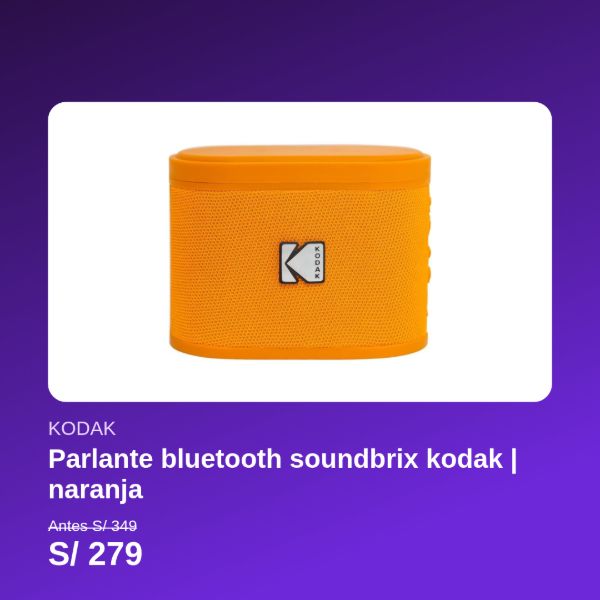 KODAK
KODAK
Parlante bluetooth soundbrix kodak |
naranja
Antes S/ 349
S/ 279